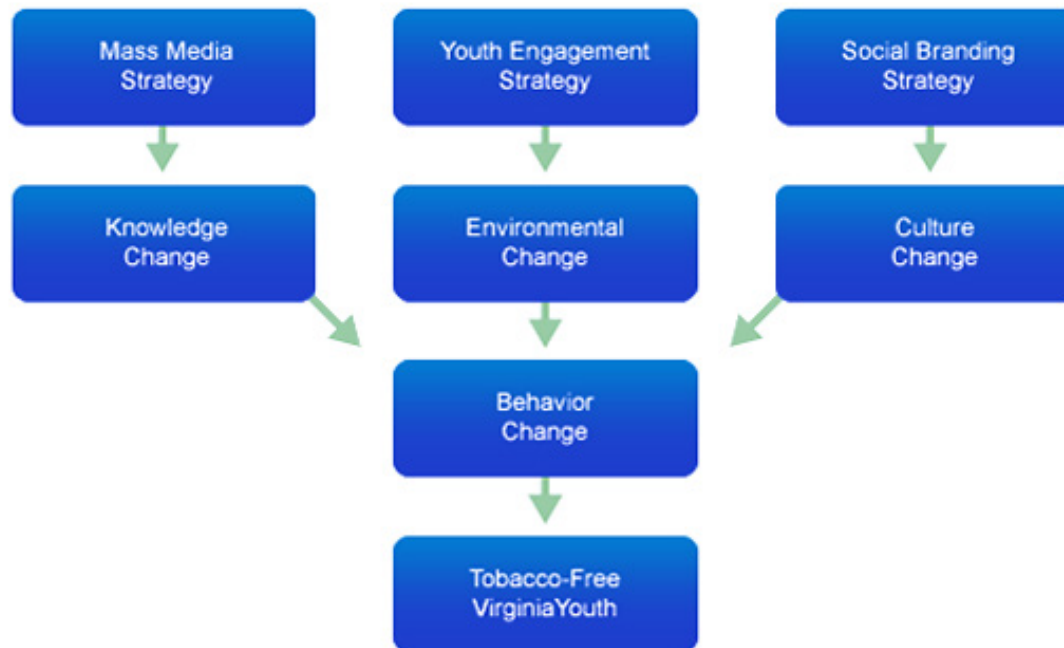 Mass Media
Strategy
Youth Engagement
Strategy
Social Branding
Strategy
Knowledge
Change
Environmental
Change
Culture
Change
Behavior
Change
Tobacco-Free
VirginiaYouth